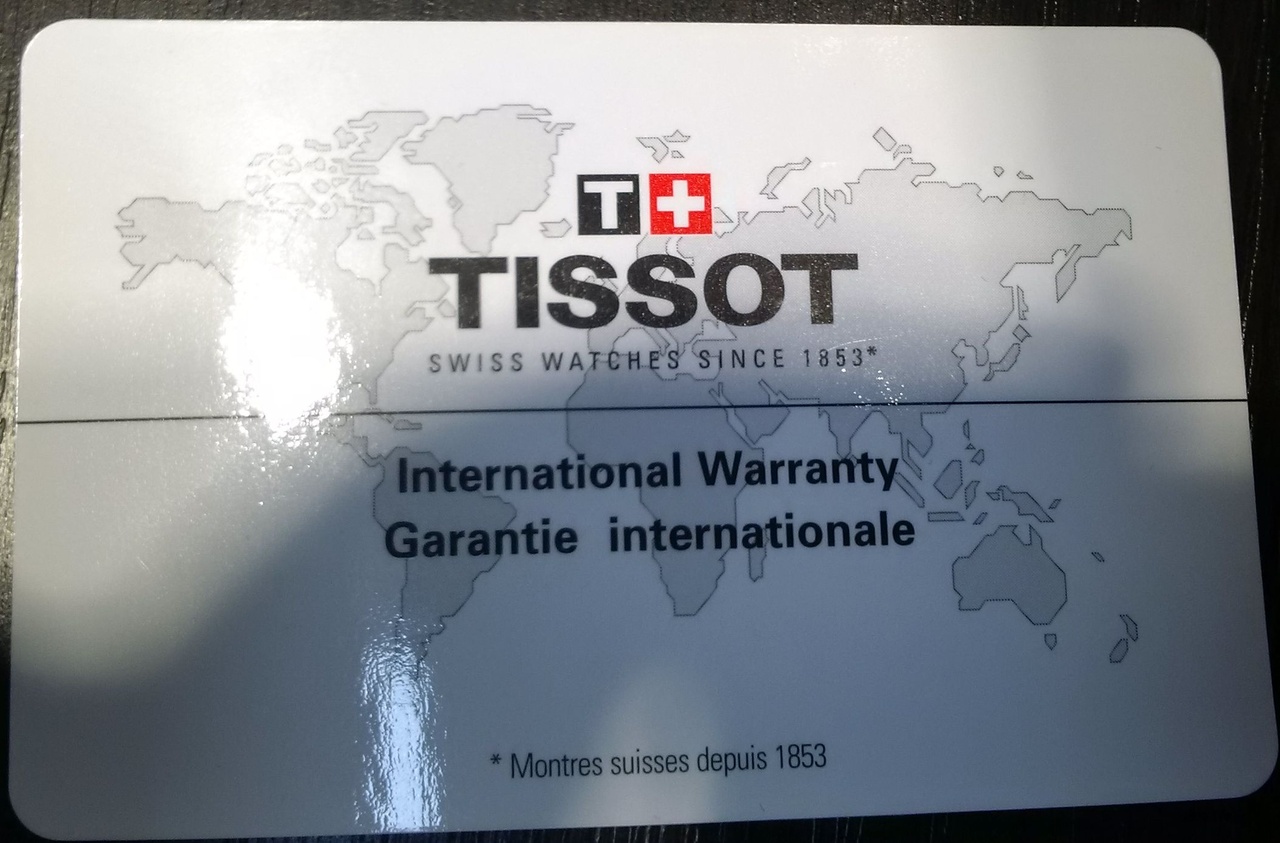 T
TISSOT
SWISS WATCHES SINCE 1853*
International Warranty
Garantie internationale
* Montres suisses depuis 1853